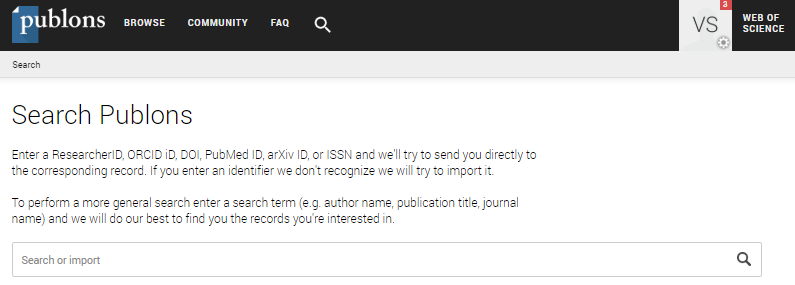 publons BROWSE COMMUNITY FAQ VS 3 WEB OF
SCIENCE
Search
Search Publons
Enter a ResearcherID, ORCID iD, DOI, PubMed ID, arXiv ID, or ISSN and we'll try to send you directly to
the corresponding record. If you enter an identifier we don't recognize we will try to import it.
To perform a more general search enter a search term (e.g. author name, publication title, journal
name) and we will do our best to find you the records you're interested in.
Search or import